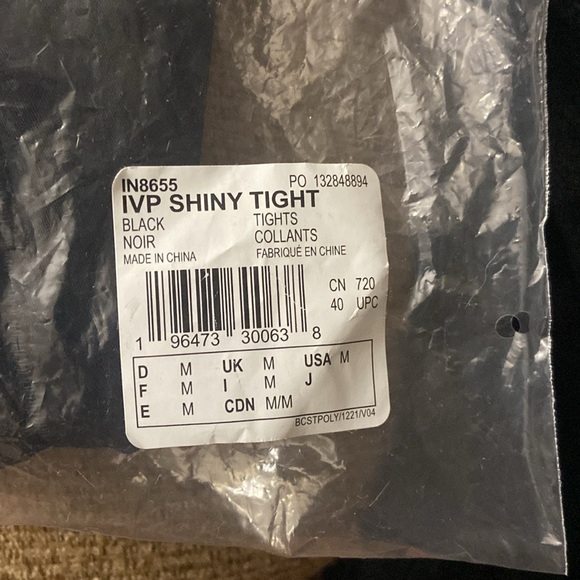 IN8655 PO 132848894
IVP SHINY TIGHT
BLACK TIGHTS
NOIR COLLANTS
MADE IN CHINA FABRIQUÉ EN CHINE
CN 720
40 UPC
1 96473 30063 8
D M UK M USA M
F M I M J
E M CDN M/M
BCSTPOLY/1221/V04